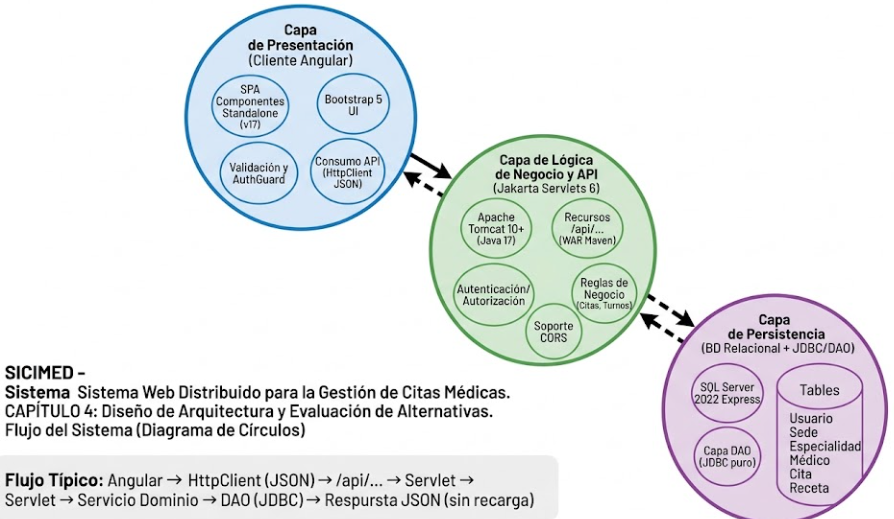 Capa
de Presentación
(Cliente Angular)
SPA
Componentes
Standalone
(v17)
Bootstrap 5
UI
Validación y
AuthGuard
Consumo API
(HttpClient
JSON)
Capa de Lógica
de Negocio y API
(Jakarta Servlets 6)
Apache
Tomcat 10+
(Java 17)
Recursos
/api/...
(WAR Maven)
Autenticación/
Autorización
Reglas de
Negocio
(Citas, Turnos)
Soporte
CORS
Capa
de Persistencia
(BD Relacional + JDBC/DAO)
SQL Server
2022 Express
Capa DAO
(JDBC puro)
Tables
Usuario
Sede
Especialidad
Médico
Cita
Receta
SICIMED -
Sistema Sistema Web Distribuido para la Gestión de Citas Médicas.
CAPÍTULO 4: Diseño de Arquitectura y Evaluación de Alternativas.
Flujo del Sistema (Diagrama de Círculos)
Flujo Típico: Angular → HttpClient (JSON) → /api/... → Servlet →
Servlet → Servicio Dominio → DAO (JDBC) → Respursta JSON (sin recarga)